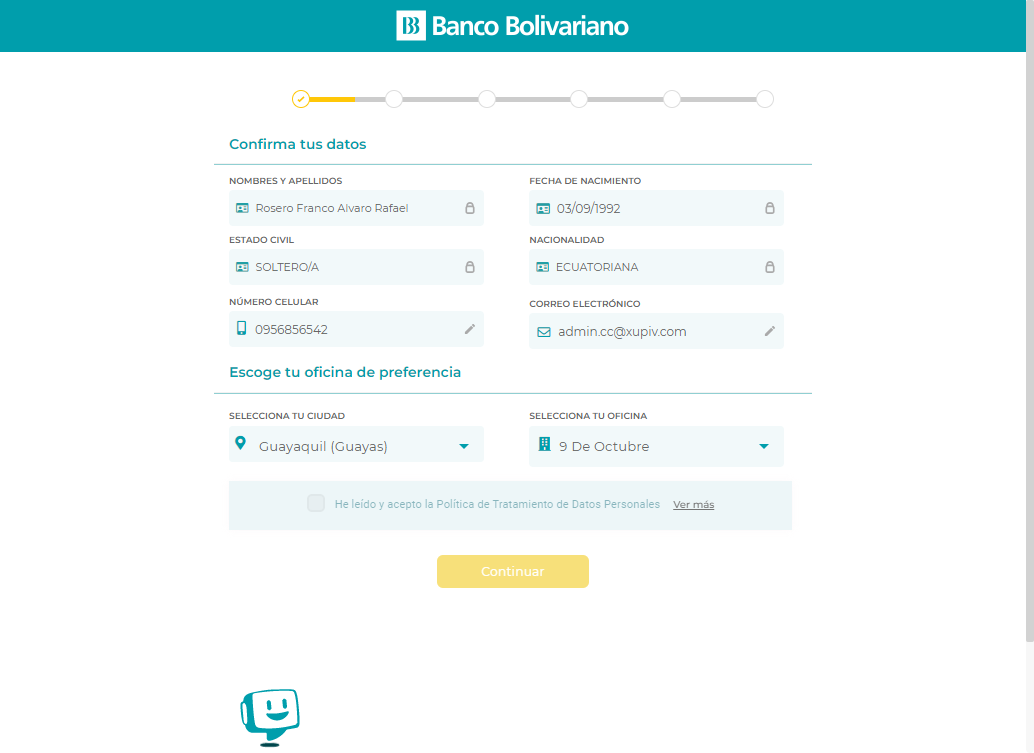 Banco Bolivariano
Confirma tus datos
NOMBRES Y APELLIDOS
Rosero Franco Alvaro Rafael
FECHA DE NACIMIENTO
03/09/1992
ESTADO CIVIL
SOLTERO/A
NACIONALIDAD
ECUATORIANA
NÚMERO CELULAR
0956856542
CORREO ELECTRÓNICO
admin.cc@xupiv.com
Escoge tu oficina de preferencia
SELECCIONA TU CIUDAD
Guayaquil (Guayas)
SELECCIONA TU OFICINA
9 De Octubre
He leído y acepto la Política de Tratamiento de Datos Personales Ver más
Continuar